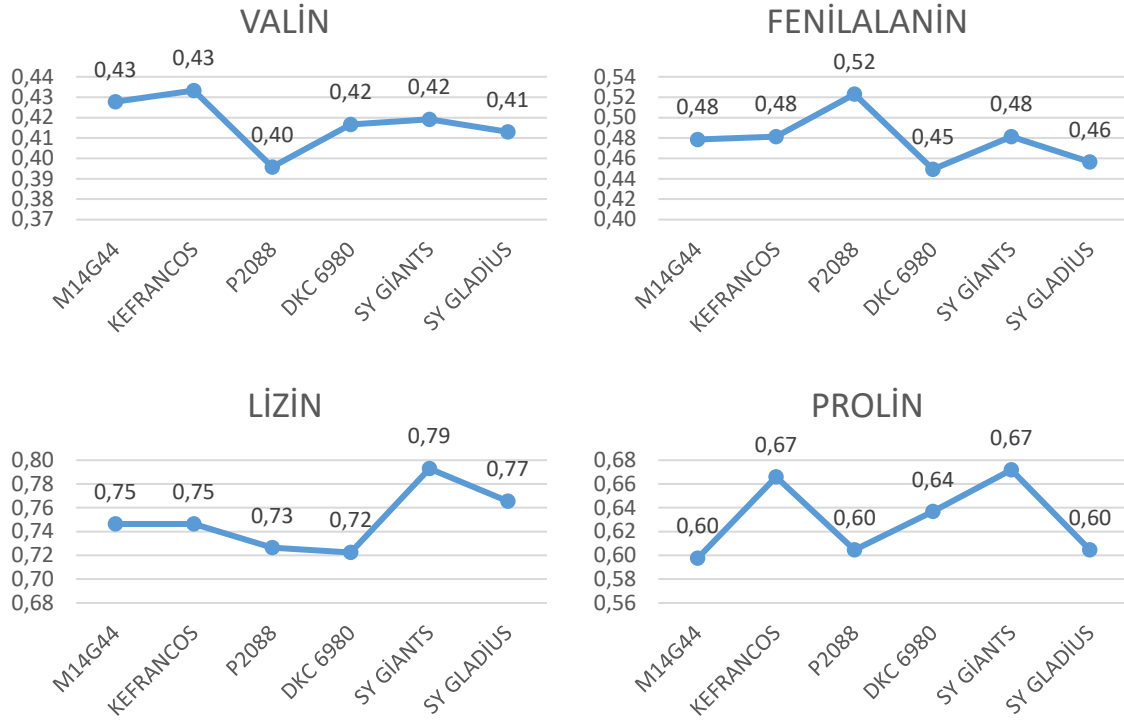 VALİN
0,44
0,43
0,42
0,41
0,40
0,39
0,38
0,37
0,43
0,43
0,40
0,42
0,42
0,41
M14G44
KEFRANCOS
P2088
DKC 6980
SY GİANTS
SY GLADİUS
FENİLALANİN
0,54
0,52
0,50
0,48
0,46
0,44
0,42
0,40
0,48
0,48
0,52
0,45
0,48
0,46
M14G44
KEFRANCOS
P2088
DKC 6980
SY GİANTS
SY GLADİUS
LİZİN
0,80
0,78
0,76
0,74
0,72
0,70
0,68
0,75
0,75
0,73
0,72
0,79
0,77
M14G44
KEFRANCOS
P2088
DKC 6980
SY GİANTS
SY GLADİUS
PROLİN
0,68
0,66
0,64
0,62
0,60
0,58
0,56
0,60
0,67
0,60
0,64
0,67
0,60
M14G44
KEFRANCOS
P2088
DKC 6980
SY GİANTS
SY GLADİUS